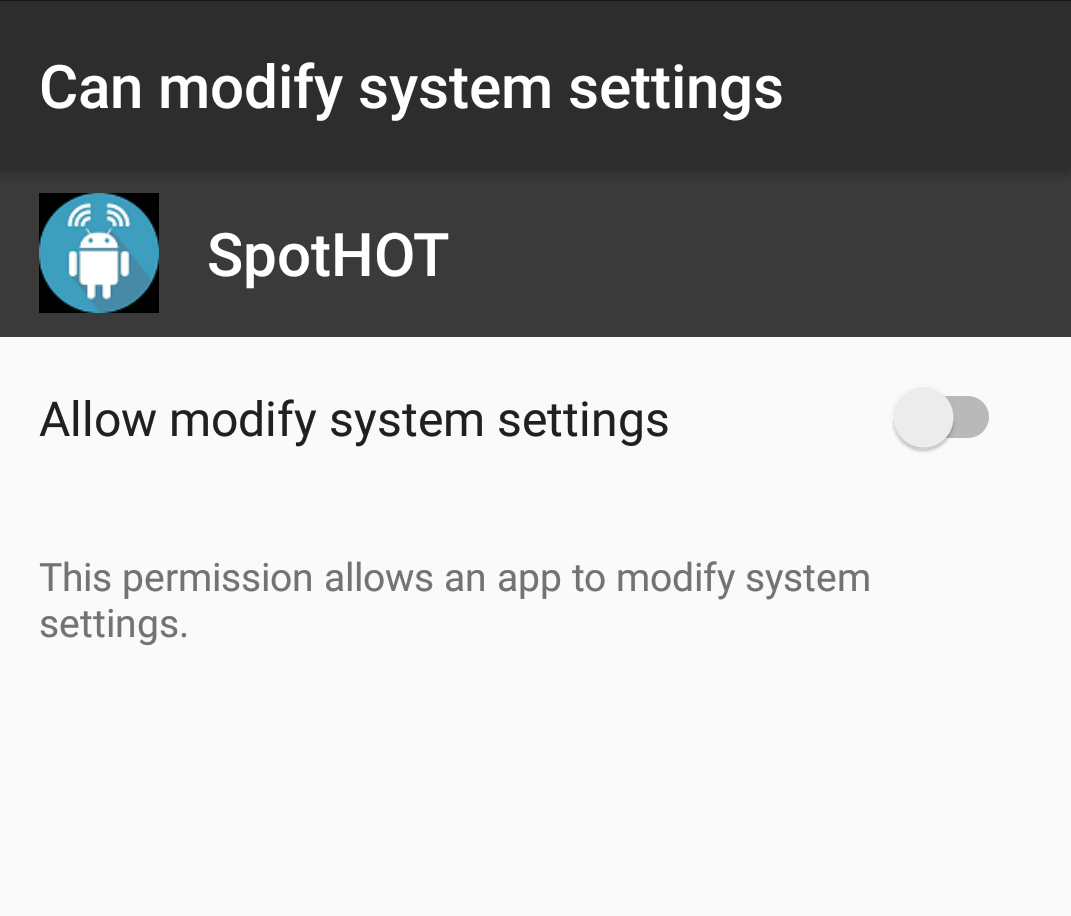 Can modify system settings
SpotHOT
Allow modify system settings
This permission allows an app to modify system
settings.